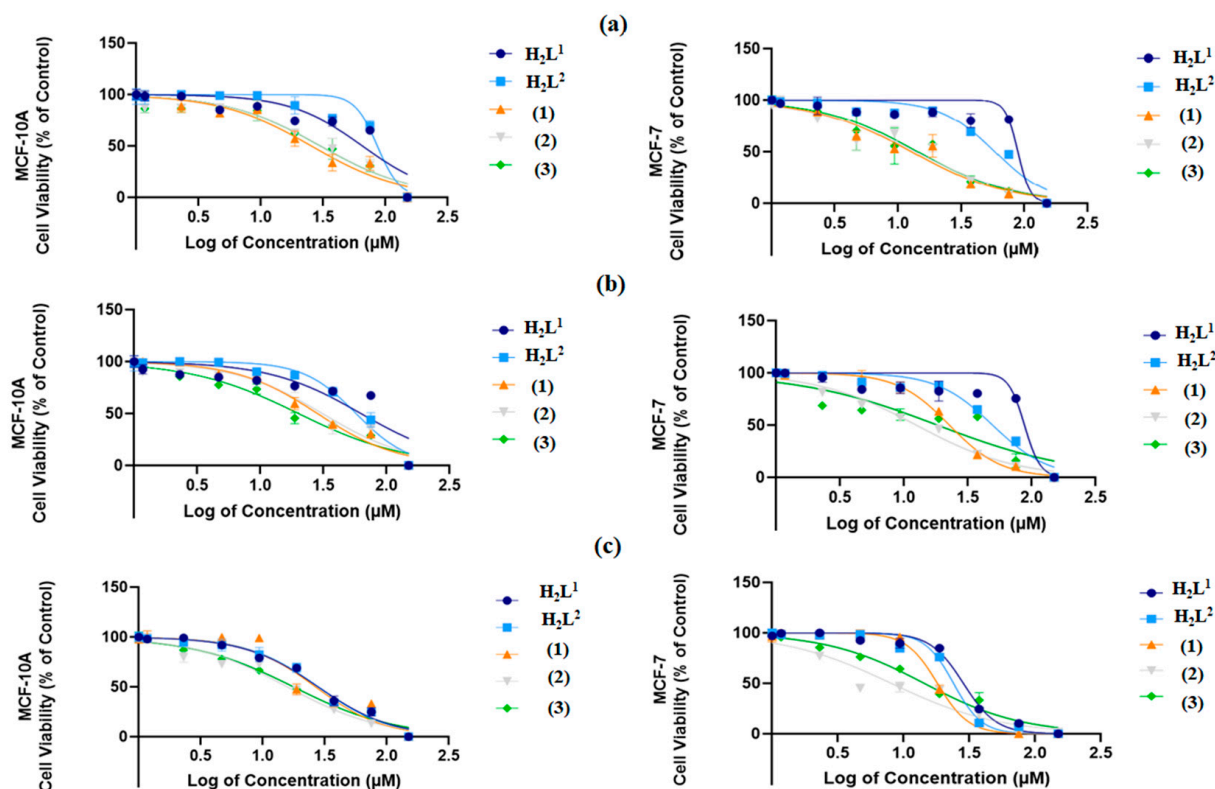 (a)
MCF-10A
Cell Viability (% of Control)
150
100
50
0
0.5 1.0 1.5 2.0 2.5
Log of Concentration (µM)
H₂L¹
H₂L²
(1)
(2)
(3)
MCF-7
Cell Viability (% of Control)
150
100
50
0
0.5 1.0 1.5 2.0 2.5
Log of Concentration (µM)
H₂L¹
H₂L²
(1)
(2)
(3)
(b)
MCF-10A
Cell Viability (% of Control)
150
100
50
0
0.5 1.0 1.5 2.0 2.5
Log of Concentration (µM)
H₂L¹
H₂L²
(1)
(2)
(3)
MCF-7
Cell Viability (% of Control)
150
100
50
0
0.5 1.0 1.5 2.0 2.5
Log of Concentration (µM)
H₂L¹
H₂L²
(1)
(2)
(3)
(c)
MCF-10A
Cell Viability (% of Control)
150
100
50
0
0.5 1.0 1.5 2.0 2.5
Log of Concentration (µM)
H₂L¹
H₂L²
(1)
(2)
(3)
MCF-7
Cell Viability (% of Control)
150
100
50
0
0.5 1.0 1.5 2.0 2.5
Log of Concentration (µM)
H₂L¹
H₂L²
(1)
(2)
(3)